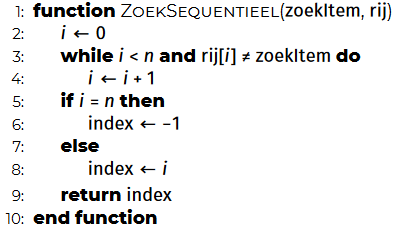 1: function ZOEKSEQUENTIEEL(zoekItem, rij)
2: i ← 0
3: while i < n and rij[i] ≠ zoekItem do
4: i ← i + 1
5: if i = n then
6: index ← -1
7: else
8: index ← i
9: return index
10: end function